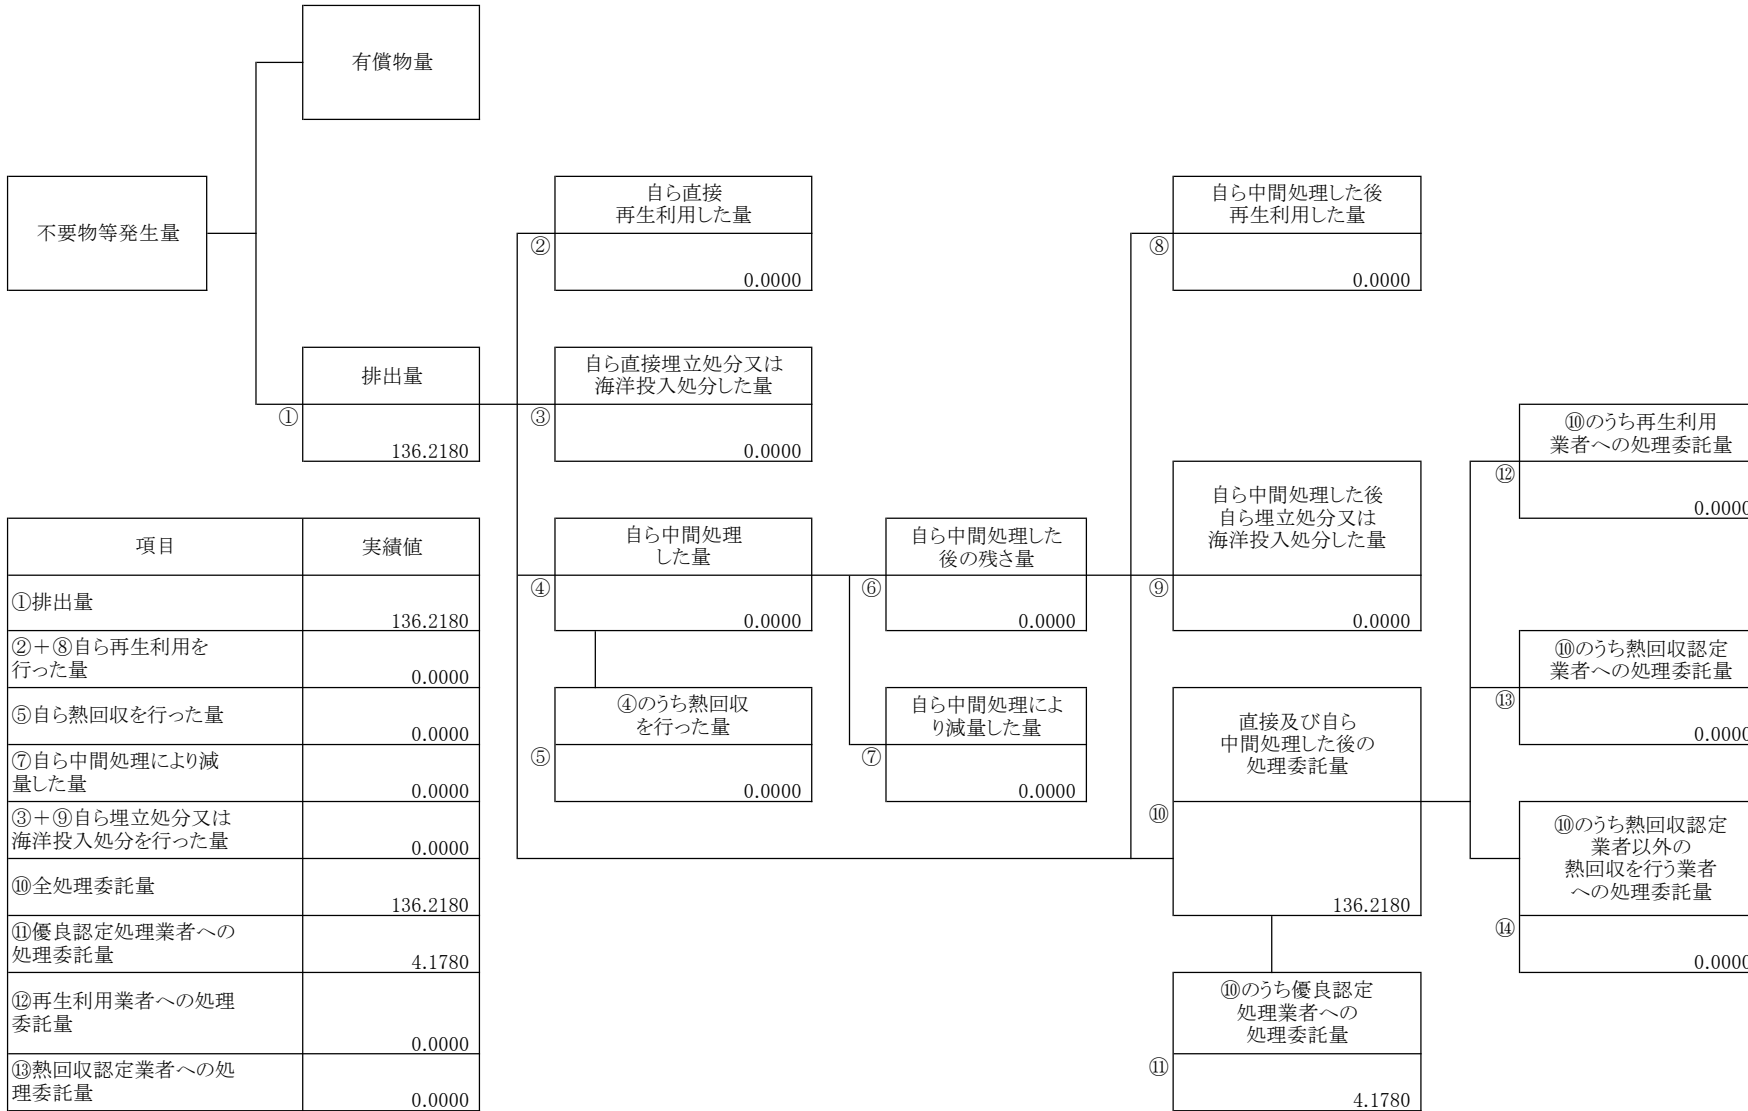 有償物量
不要物等発生量
自ら直接
再生利用した量
②
0.0000
自ら中間処理した後
再生利用した量
⑧
0.0000
排出量
①
136.2180
自ら直接埋立処分又は
海洋投入処分した量
③
0.0000
⑩のうち再生利用
業者への処理委託量
⑫
0.0000
自ら中間処理
した量
④
0.0000
自ら中間処理した
後の残さ量
⑥
0.0000
自ら中間処理した後
自ら埋立処分又は
海洋投入処分した量
⑨
0.0000
⑩のうち熱回収認定
業者への処理委託量
⑬
0.0000
④のうち熱回収
を行った量
⑤
0.0000
自ら中間処理によ
り減量した量
⑦
0.0000
直接及び自ら
中間処理した後の
処理委託量
⑩
136.2180
⑩のうち熱回収認定
業者以外の
熱回収を行う業者
への処理委託量
⑭
0.0000
⑩のうち優良認定
処理業者への
処理委託量
⑪
4.1780
項目 実績値
①排出量
136.2180
②+⑧自ら再生利用を
行った量
0.0000
⑤自ら熱回収を行った量
0.0000
⑦自ら中間処理により減
量した量
0.0000
③+⑨自ら埋立処分又は
海洋投入処分を行った量
0.0000
⑩全処理委託量
136.2180
⑪優良認定処理業者への
処理委託量
4.1780
⑫再生利用業者への処理
委託量
0.0000
⑬熱回収認定業者への処
理委託量
0.0000